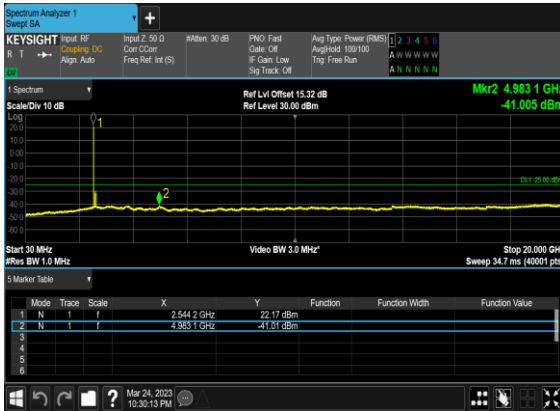 Spectrum Analyzer 1
Swept SA
+
KEYSIGHT Input: RF Input Z: 50 Ω #Atten: 30 dB PNO: Fast Avg Type: Power (RMS) 1 2 3 4 5 6
R T Coupling: DC Corr CCorr Gate: Off Avg|Hold: 100/100 A W W W W W
Align: Auto Freq Ref: Int (S) IF Gain: Low Trig: Free Run
Sig Track: Off A N N N N N
1 Spectrum Ref Lvl Offset 15.32 dB Mkr2 4.983 1 GHz
Scale/Div 10 dB Ref Level 30.00 dBm -41.005 dBm
Log
20.0
10.0
0.00
-10.0
-20.0
-30.0
-40.0
-50.0
-60.0
1
2
DL1 -25.00 dBm
Start 30 MHz Video BW 3.0 MHz* Stop 20.000 GHz
#Res BW 1.0 MHz Sweep 34.7 ms (40001 pts)
5 Marker Table
Mode Trace Scale X Y Function Function Width Function Value
1 N 1 f 2.544 2 GHz 22.17 dBm
2 N 1 f 4.983 1 GHz -41.01 dBm
3
4
5
6
? Mar 24, 2023
10:30:13 PM